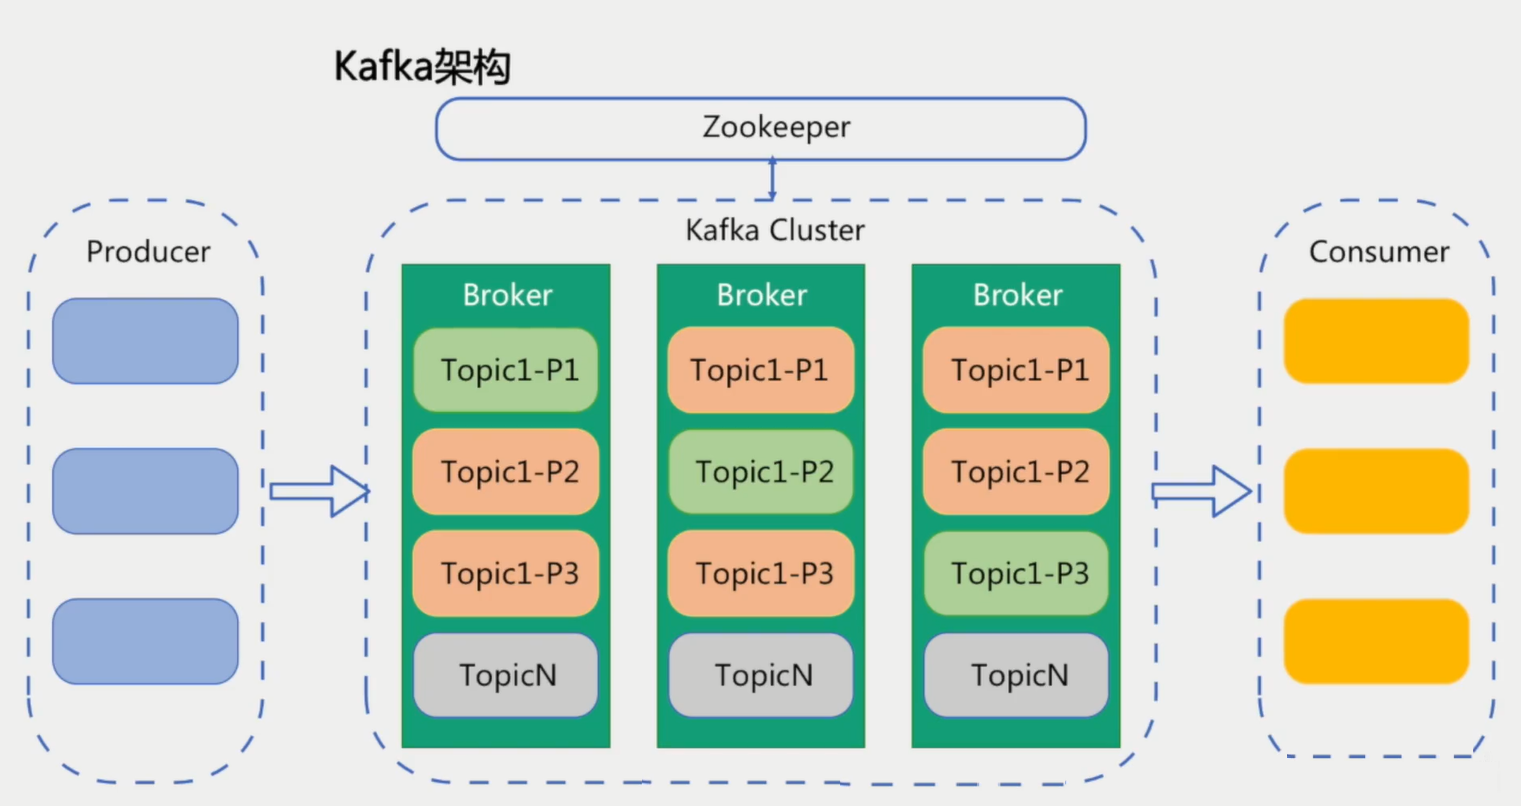 Kafka架构
Zookeeper
Producer
Kafka Cluster
Broker
Topic1-P1
Topic1-P2
Topic1-P3
TopicN
Broker
Topic1-P1
Topic1-P2
Topic1-P3
TopicN
Broker
Topic1-P1
Topic1-P2
Topic1-P3
TopicN
Consumer